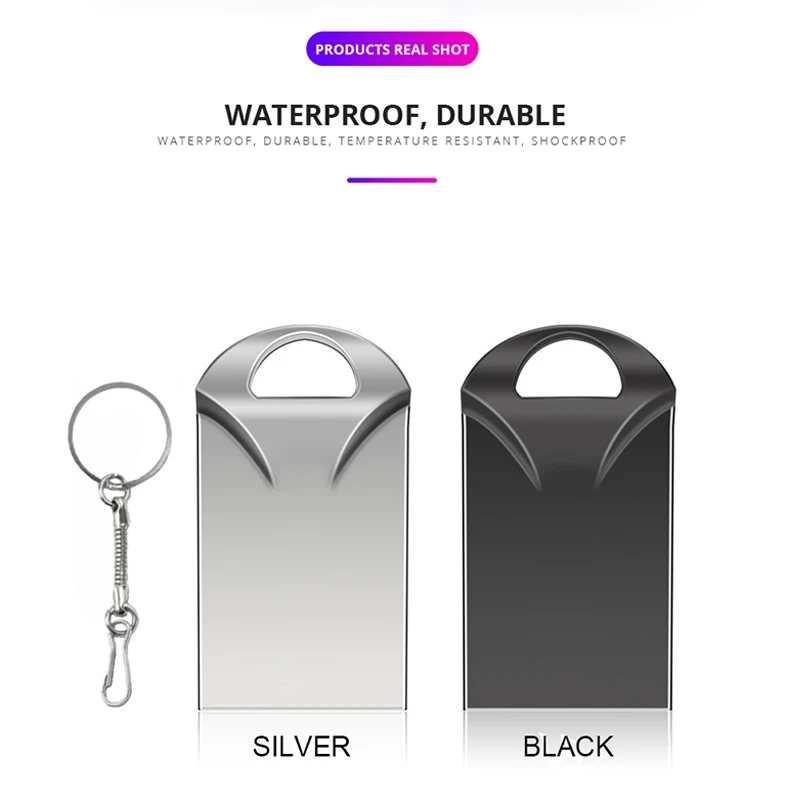 PRODUCTS REAL SHOT
WATERPROOF, DURABLE
WATERPROOF, DURABLE, TEMPERATURE RESISTANT, SHOCKPROOF
SILVER
BLACK